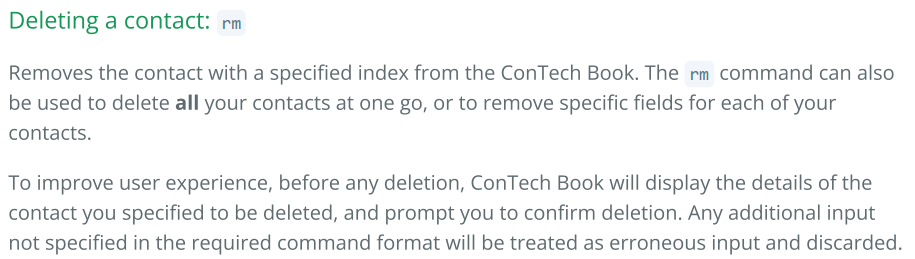 Deleting a contact: rm
Removes the contact with a specified index from the ConTech Book. The rm command can also
be used to delete all your contacts at one go, or to remove specific fields for each of your
contacts.
To improve user experience, before any deletion, ConTech Book will display the details of the
contact you specified to be deleted, and prompt you to confirm deletion. Any additional input
not specified in the required command format will be treated as erroneous input and discarded.